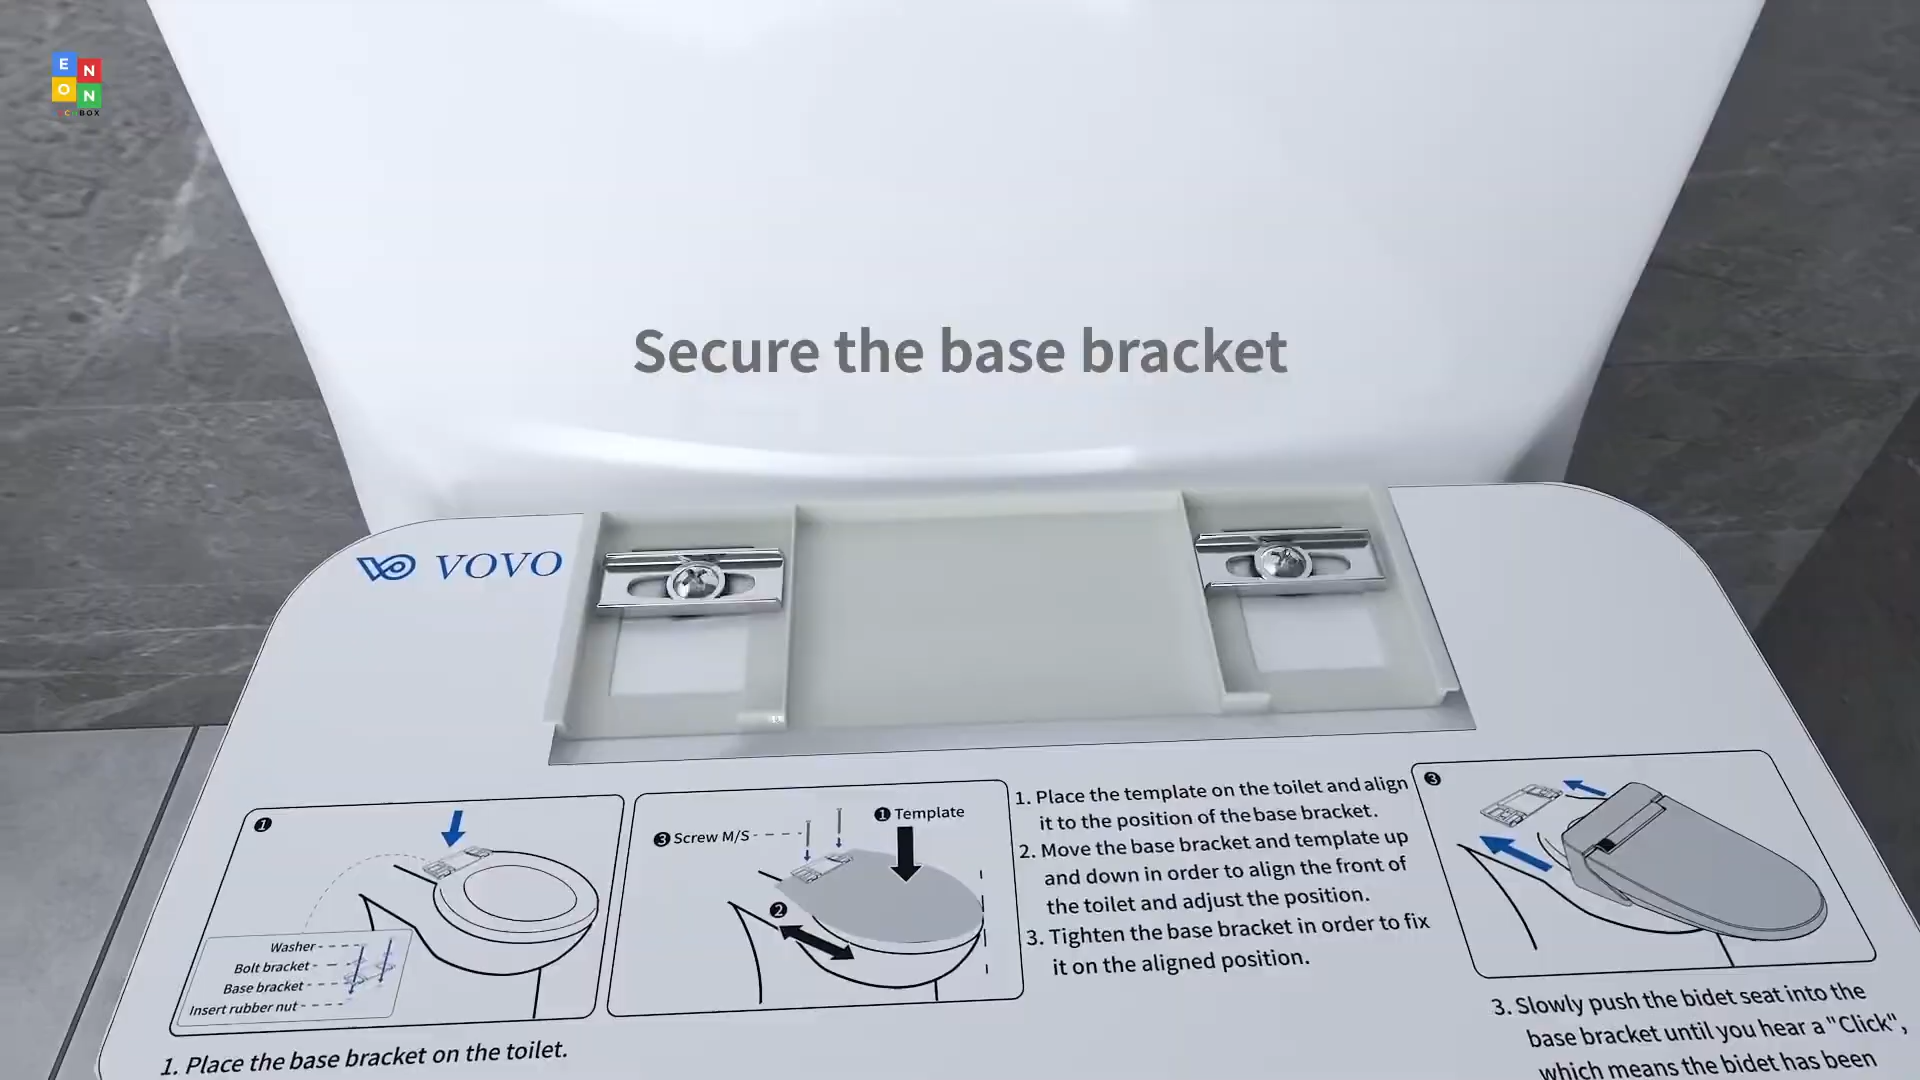 E N
O N
BOX
Secure the base bracket
VOVO
1
Washer
Bolt bracket
Base bracket
Insert rubber nut
1. Place the base bracket on the toilet.
1 Template
3 Screw M/S
2
1. Place the template on the toilet and align
it to the position of the base bracket.
2. Move the base bracket and template up
and down in order to align the front of
the toilet and adjust the position.
3. Tighten the base bracket in order to fix
it on the aligned position.
3
3. Slowly push the bidet seat into the
base bracket until you hear a "Click",
which means the bidet has been